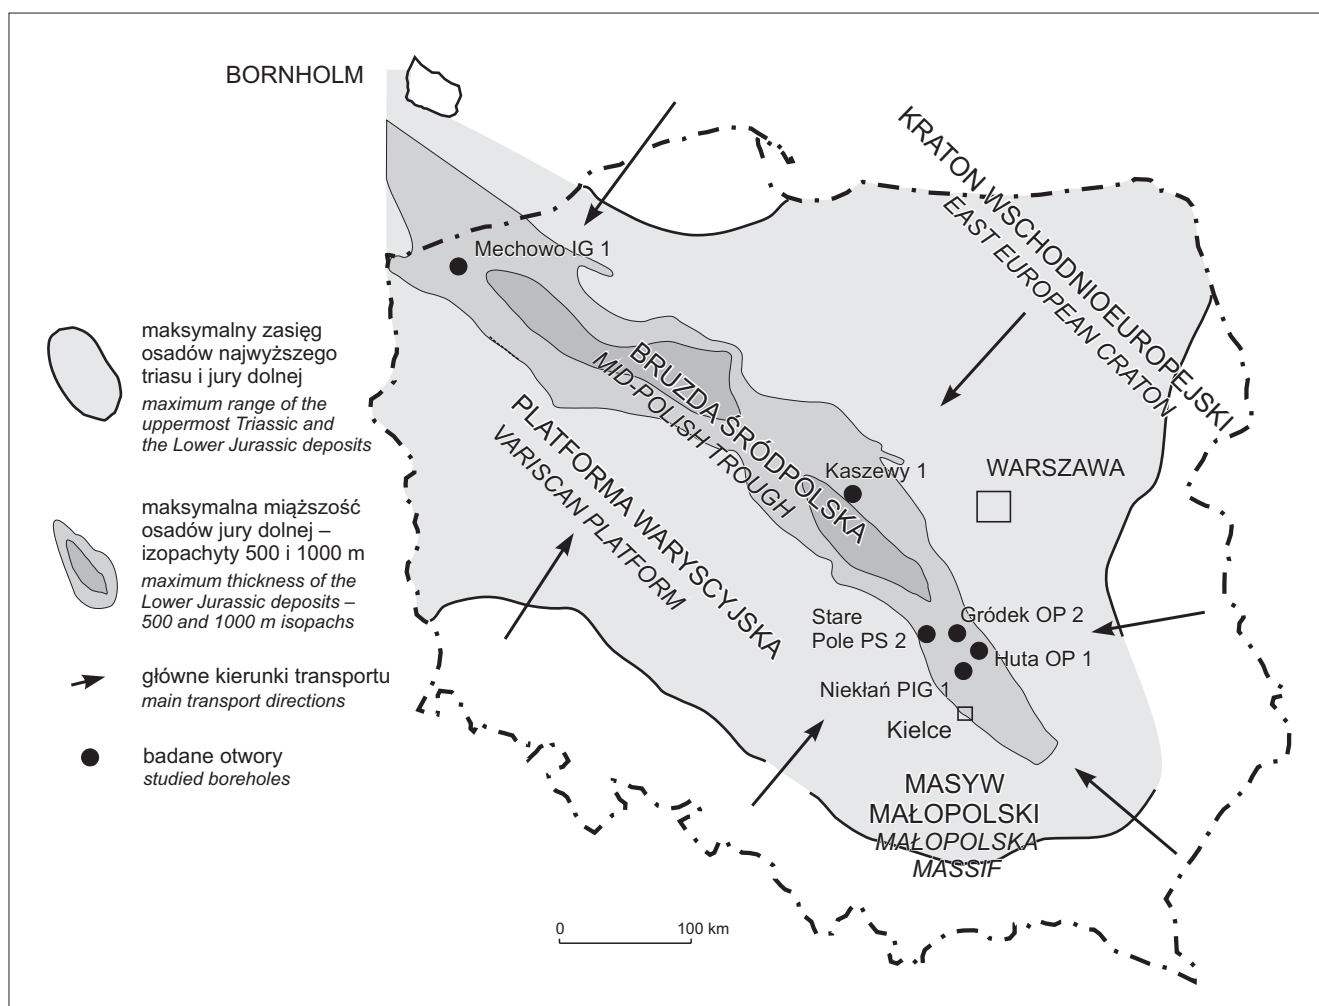 BORNHOLM
KRATON WSCHODNIOEUROPEJSKI
EAST EUROPEAN CRATON
Mechowo IG 1
maksymalny zasięg
osadów najwyższego
triasu i jury dolnej
maximum range of the
uppermost Triassic and
the Lower Jurassic deposits
BRUZDA ŚRÓDPOLSKA
MID-POLISH TROUGH
PLATFORMA WARYSCYJSKA
VARISCAN PLATFORM
Kaszewy 1
WARSZAWA
maksymalna miąższość
osadów jury dolnej –
izopachyty 500 i 1000 m
maximum thickness of the
Lower Jurassic deposits –
500 and 1000 m isopachs
Stare
Pole PS 2
Gródek OP 2
Huta OP 1
Niekłań PIG 1
Kielce
główne kierunki transportu
main transport directions
badane otwory
studied boreholes
MASYW
MAŁOPOLSKI
MAŁOPOLSKA
MASSIF
0 100 km